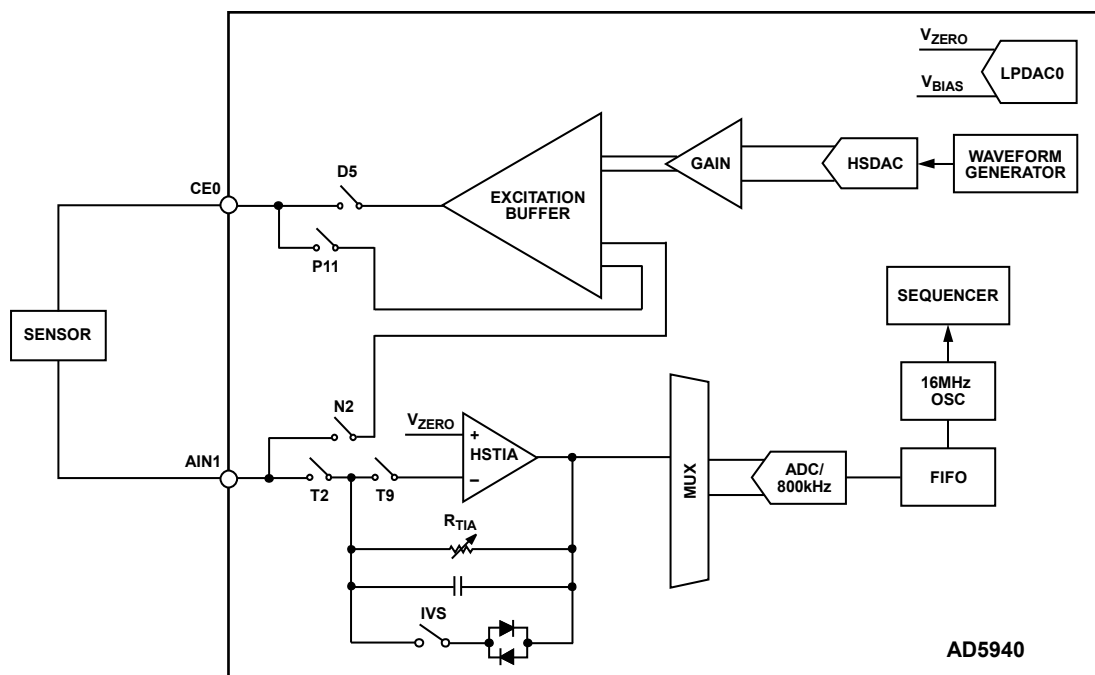 VZERO
VBIAS
LPDAC0
D5
CE0
EXCITATION
BUFFER
GAIN
HSDAC
WAVEFORM
GENERATOR
P11
SENSOR
SEQUENCER
16MHz
OSC
N2
VZERO
+
HSTIA
–
AIN1
T2
T9
MUX
ADC/
800kHz
FIFO
RTIA
IVS
AD5940